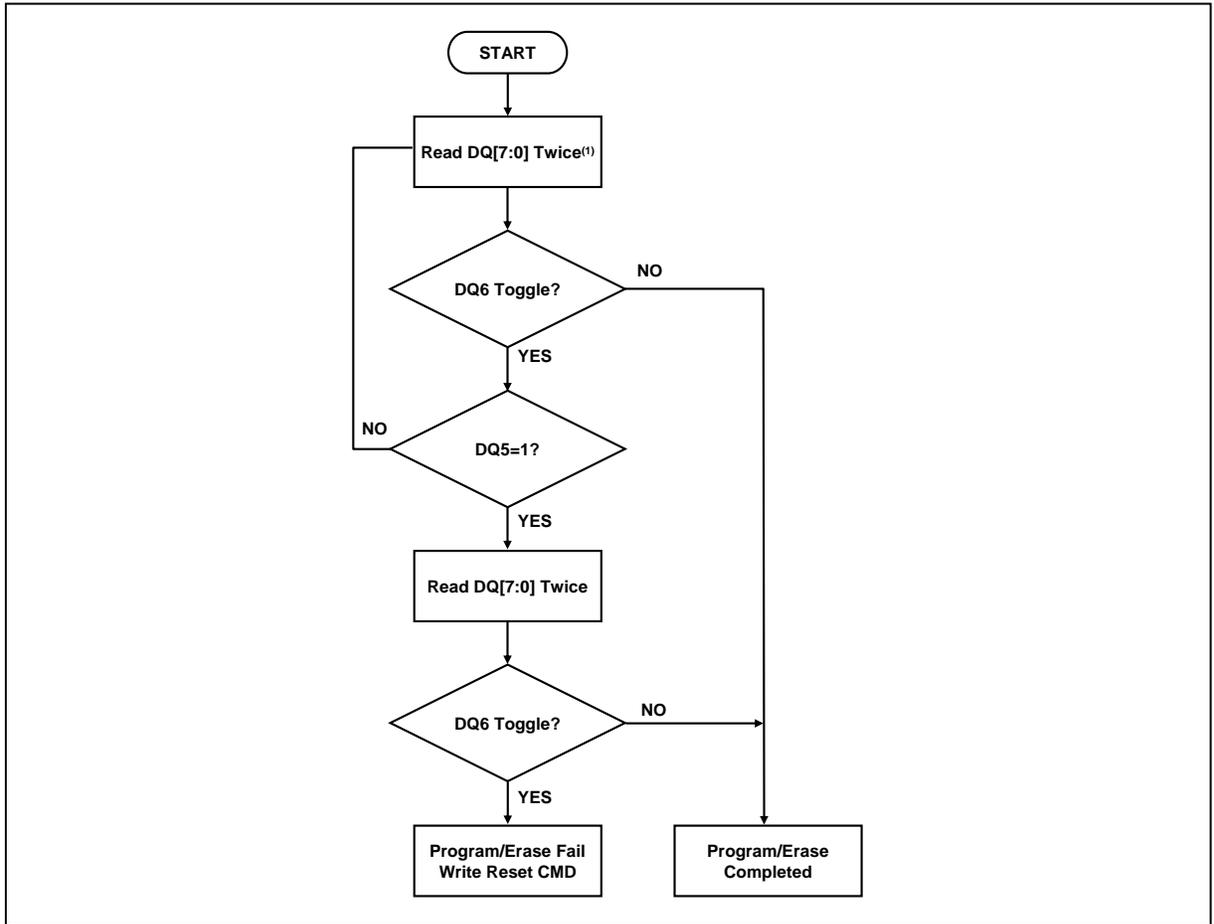 START
Read DQ[7:0] Twice(1)
DQ6 Toggle?
NO
YES
NO
DQ5=1?
YES
Read DQ[7:0] Twice
DQ6 Toggle?
NO
YES
Program/Erase Fail
Write Reset CMD
Program/Erase
Completed